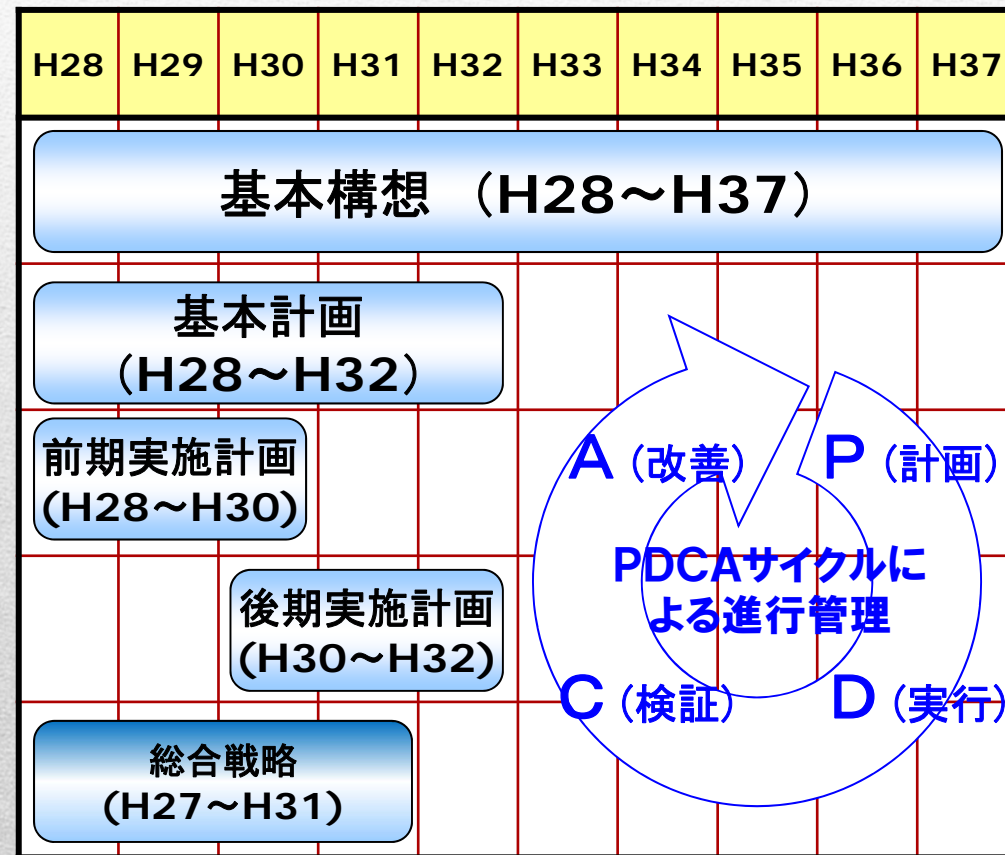 H28 H29 H30 H31 H32 H33 H34 H35 H36 H37
基本構想 （H28～H37）
基本計画
（H28～H32）
前期実施計画
(H28～H30)
後期実施計画
(H30～H32)
総合戦略
(H27～H31)
A（改善） P（計画）
PDCAサイクルに
よる進行管理
C（検証） D（実行）